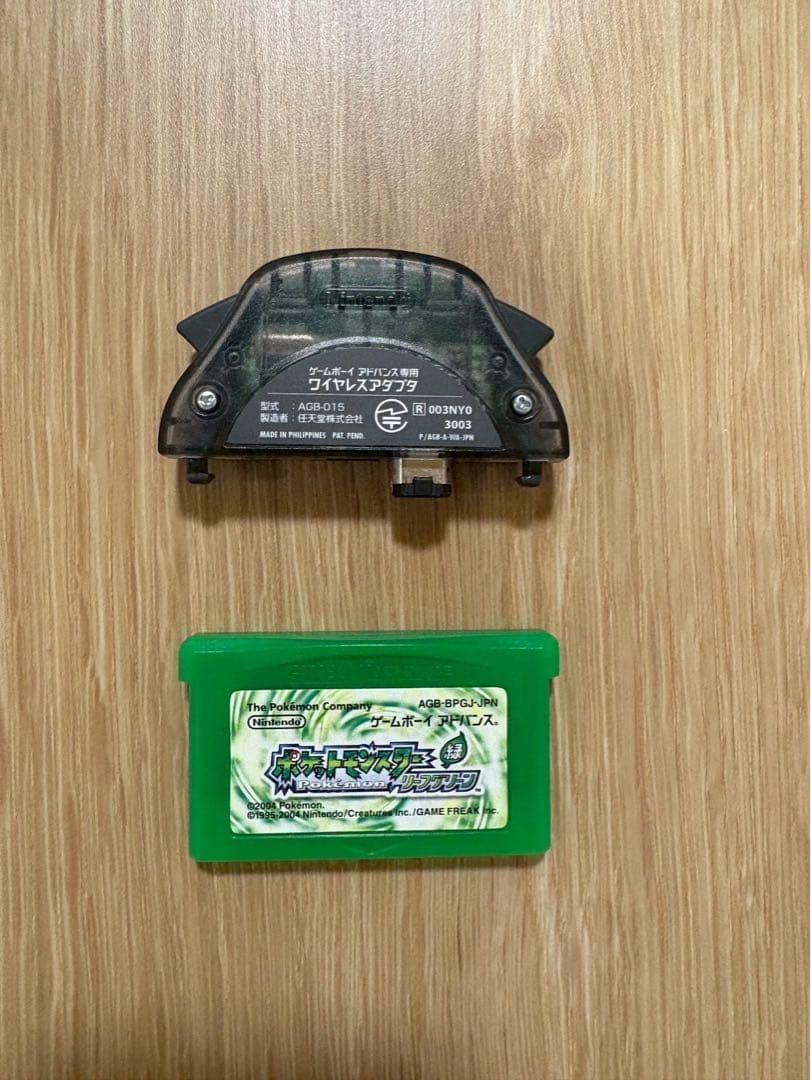 Nintendo
ゲームボーイ アドバンス専用
ワイヤレスアダプタ
型式 : AGB-015
製造者 : 任天堂株式会社
R 003NY0
3003
MADE IN PHILIPPINES PAT. PEND.
P/AGB-A-WA-JPN
The Pokémon Company
AGB-BPGJ-JPN
Nintendo
ゲームボーイ アドバンス®
ポケットモンスター
緑
Pokémon
リーフグリーン™
©2004 Pokémon.
©1995-2004 Nintendo/Creatures inc./GAME FREAK inc.